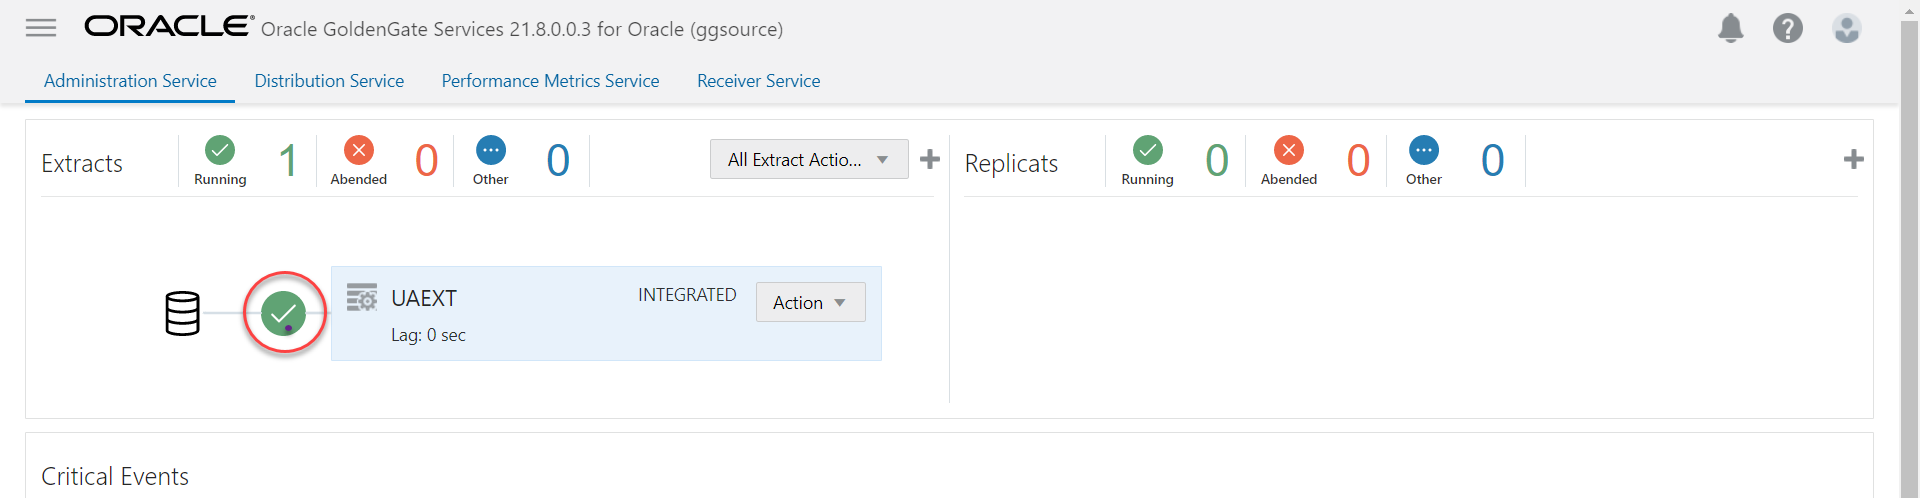 ORACLE® Oracle GoldenGate Services 21.8.0.0.3 for Oracle (ggsource)
?
Administration Service Distribution Service Performance Metrics Service Receiver Service
Extracts Running 1 Abended 0 Other 0 All Extract Actio...
Replicats Running 0 Abended 0 Other 0
UAEXT INTEGRATED Action
Lag: 0 sec
Critical Events